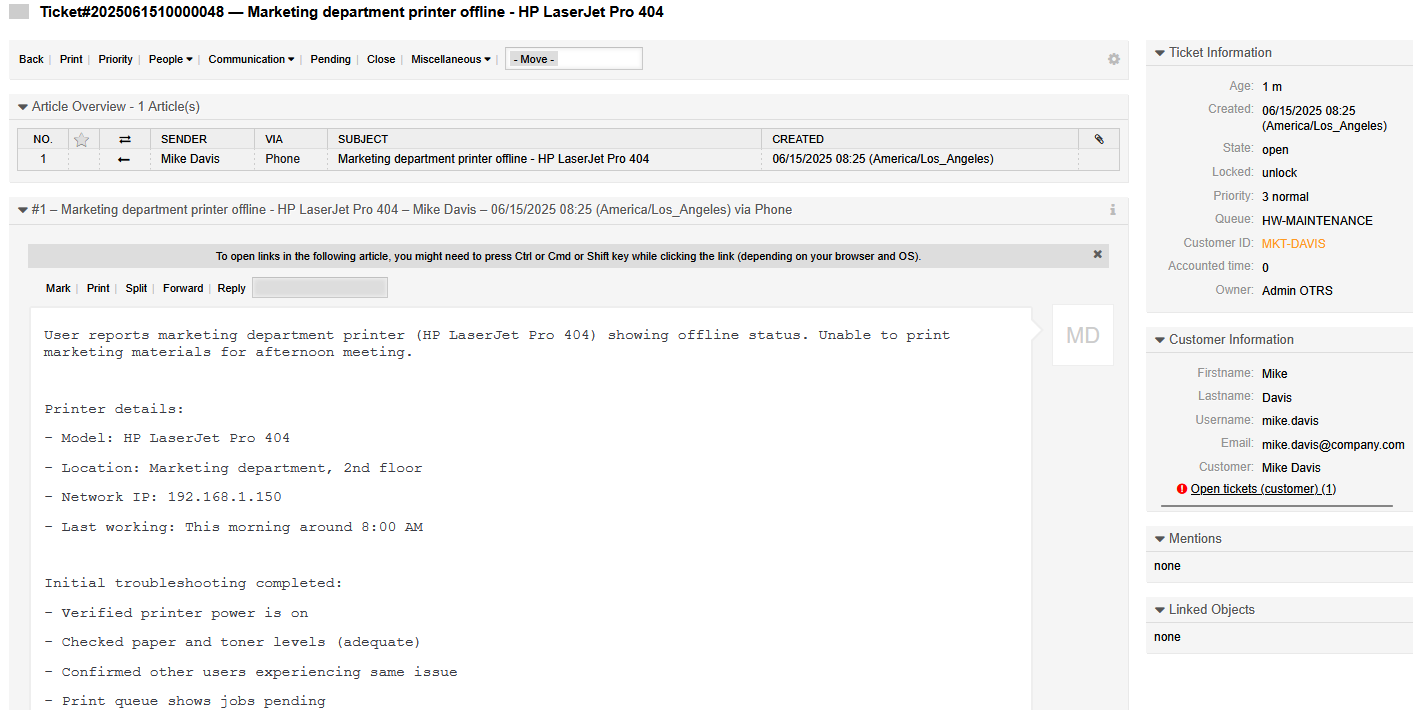 Ticket#2025061510000048 — Marketing department printer offline - HP LaserJet Pro 404
Back Print Priority People Communication Pending Close Miscellaneous - Move -
Article Overview - 1 Article(s)
NO. SENDER VIA SUBJECT CREATED
1 Mike Davis Phone Marketing department printer offline - HP LaserJet Pro 404 06/15/2025 08:25 (America/Los_Angeles)
#1 – Marketing department printer offline - HP LaserJet Pro 404 – Mike Davis – 06/15/2025 08:25 (America/Los_Angeles) via Phone
To open links in the following article, you might need to press Ctrl or Cmd or Shift key while clicking the link (depending on your browser and OS).
Mark Print Split Forward Reply
MD
User reports marketing department printer (HP LaserJet Pro 404) showing offline status. Unable to print
marketing materials for afternoon meeting.
Printer details:
- Model: HP LaserJet Pro 404
- Location: Marketing department, 2nd floor
- Network IP: 192.168.1.150
- Last working: This morning around 8:00 AM
Initial troubleshooting completed:
- Verified printer power is on
- Checked paper and toner levels (adequate)
- Confirmed other users experiencing same issue
- Print queue shows jobs pending
Ticket Information
Age: 1 m
Created: 06/15/2025 08:25
(America/Los_Angeles)
State: open
Locked: unlock
Priority: 3 normal
Queue: HW-MAINTENANCE
Customer ID: MKT-DAVIS
Accounted time: 0
Owner: Admin OTRS
Customer Information
Firstname: Mike
Lastname: Davis
Username: mike.davis
Email: mike.davis@company.com
Customer: Mike Davis
Open tickets (customer) (1)
Mentions
none
Linked Objects
none